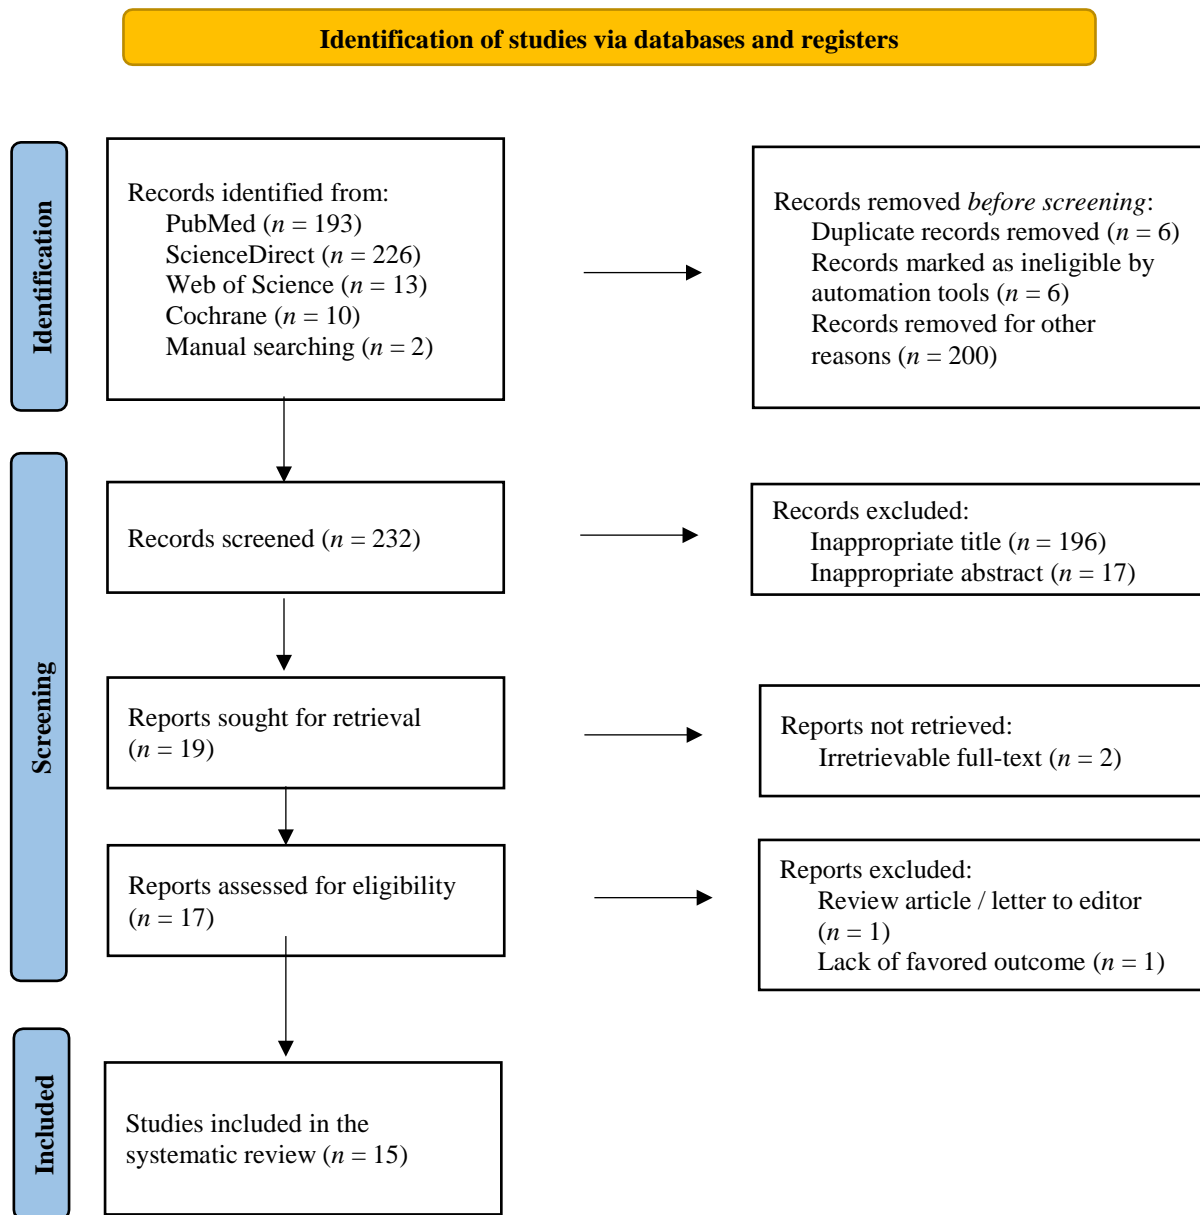 Identification of studies via databases and registers
Identification
Records identified from:
PubMed (n = 193)
ScienceDirect (n = 226)
Web of Science (n = 13)
Cochrane (n = 10)
Manual searching (n = 2)
Records removed before screening:
Duplicate records removed (n = 6)
Records marked as ineligible by
automation tools (n = 6)
Records removed for other
reasons (n = 200)
Screening
Records screened (n = 232)
Records excluded:
Inappropriate title (n = 196)
Inappropriate abstract (n = 17)
Reports sought for retrieval
(n = 19)
Reports not retrieved:
Irretrievable full-text (n = 2)
Reports assessed for eligibility
(n = 17)
Reports excluded:
Review article / letter to editor
(n = 1)
Lack of favored outcome (n = 1)
Included
Studies included in the
systematic review (n = 15)